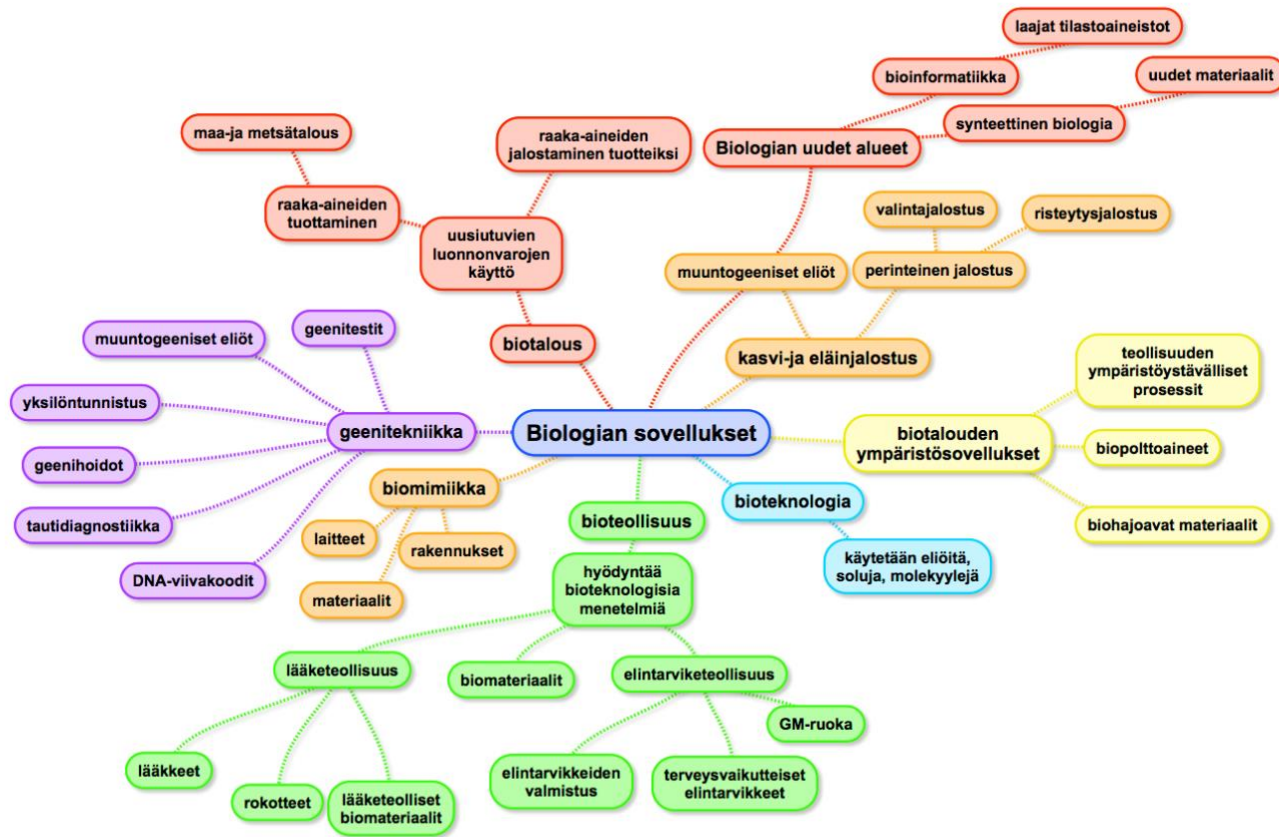 laajat tilastoaineistot
bioinformatiikka
uudet materiaalit
synteettinen biologia
Biologian uudet alueet
maa-ja metsätalous
raaka-aineiden
jalostaminen tuotteiksi
raaka-aineiden
tuottaminen
uusiutuvien
luonnonvarojen
käyttö
biotalous
valintajalostus
risteytysjalostus
muuntogeeniset eliöt
perinteinen jalostus
kasvi-ja eläinjalostus
geenitestit
muuntogeeniset eliöt
yksilöntunnistus
geenitekniikka
geenihoidot
tautidiagnostiikka
DNA-viivakoodit
Biologian sovellukset
teollisuuden
ympäristöystävälliset
prosessit
biotalouden
ympäristösovellukset
biopolttoaineet
biohajoavat materiaalit
biomimiikka
laitteet
rakennukset
materiaalit
bioteknologia
käytetään eliöitä,
soluja, molekyylejä
bioteollisuus
hyödyntää
bioteknologisia
menetelmiä
lääketeollisuus
biomateriaalit
elintarviketeollisuus
GM-ruoka
lääkkeet
rokotteet
lääketeolliset
biomateriaalit
elintarvikkeiden
valmistus
terveysvaikutteiset
elintarvikkeet